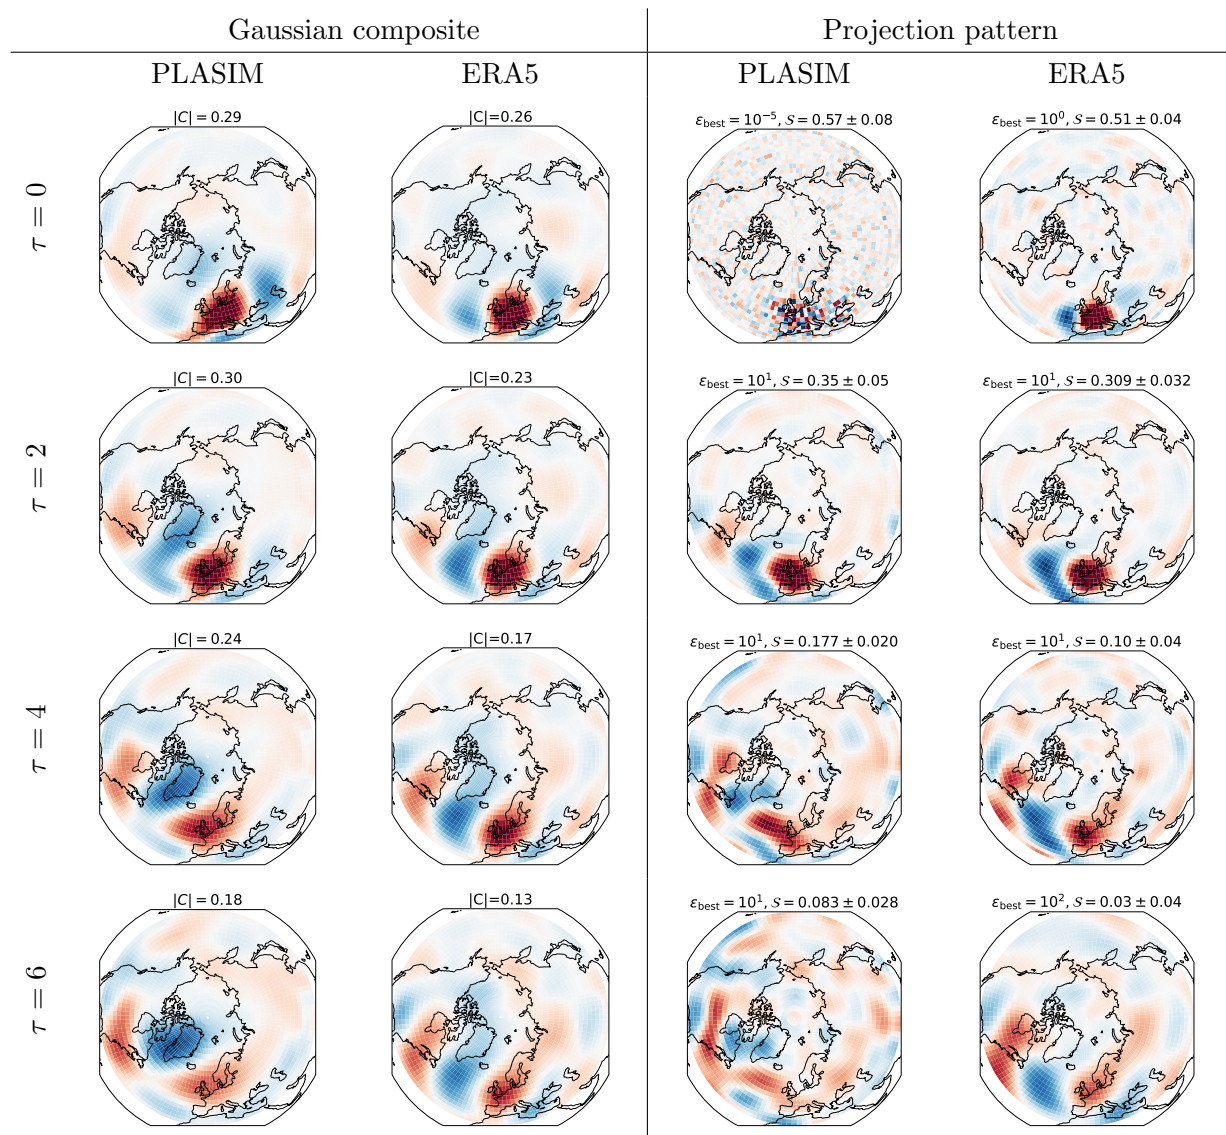 Gaussian composite Projection pattern
PLASIM ERA5 PLASIM ERA5
τ = 0
|C| = 0.29 |C|=0.26 ε_best = 10^{-5}, 𝒮 = 0.57 ± 0.08 ε_best = 10^{0}, 𝒮 = 0.51 ± 0.04
τ = 2
|C| = 0.30 |C|=0.23 ε_best = 10^{1}, 𝒮 = 0.35 ± 0.05 ε_best = 10^{1}, 𝒮 = 0.309 ± 0.032
τ = 4
|C| = 0.24 |C|=0.17 ε_best = 10^{1}, 𝒮 = 0.177 ± 0.020 ε_best = 10^{1}, 𝒮 = 0.10 ± 0.04
τ = 6
|C| = 0.18 |C|=0.13 ε_best = 10^{1}, 𝒮 = 0.083 ± 0.028 ε_best = 10^{2}, 𝒮 = 0.03 ± 0.04